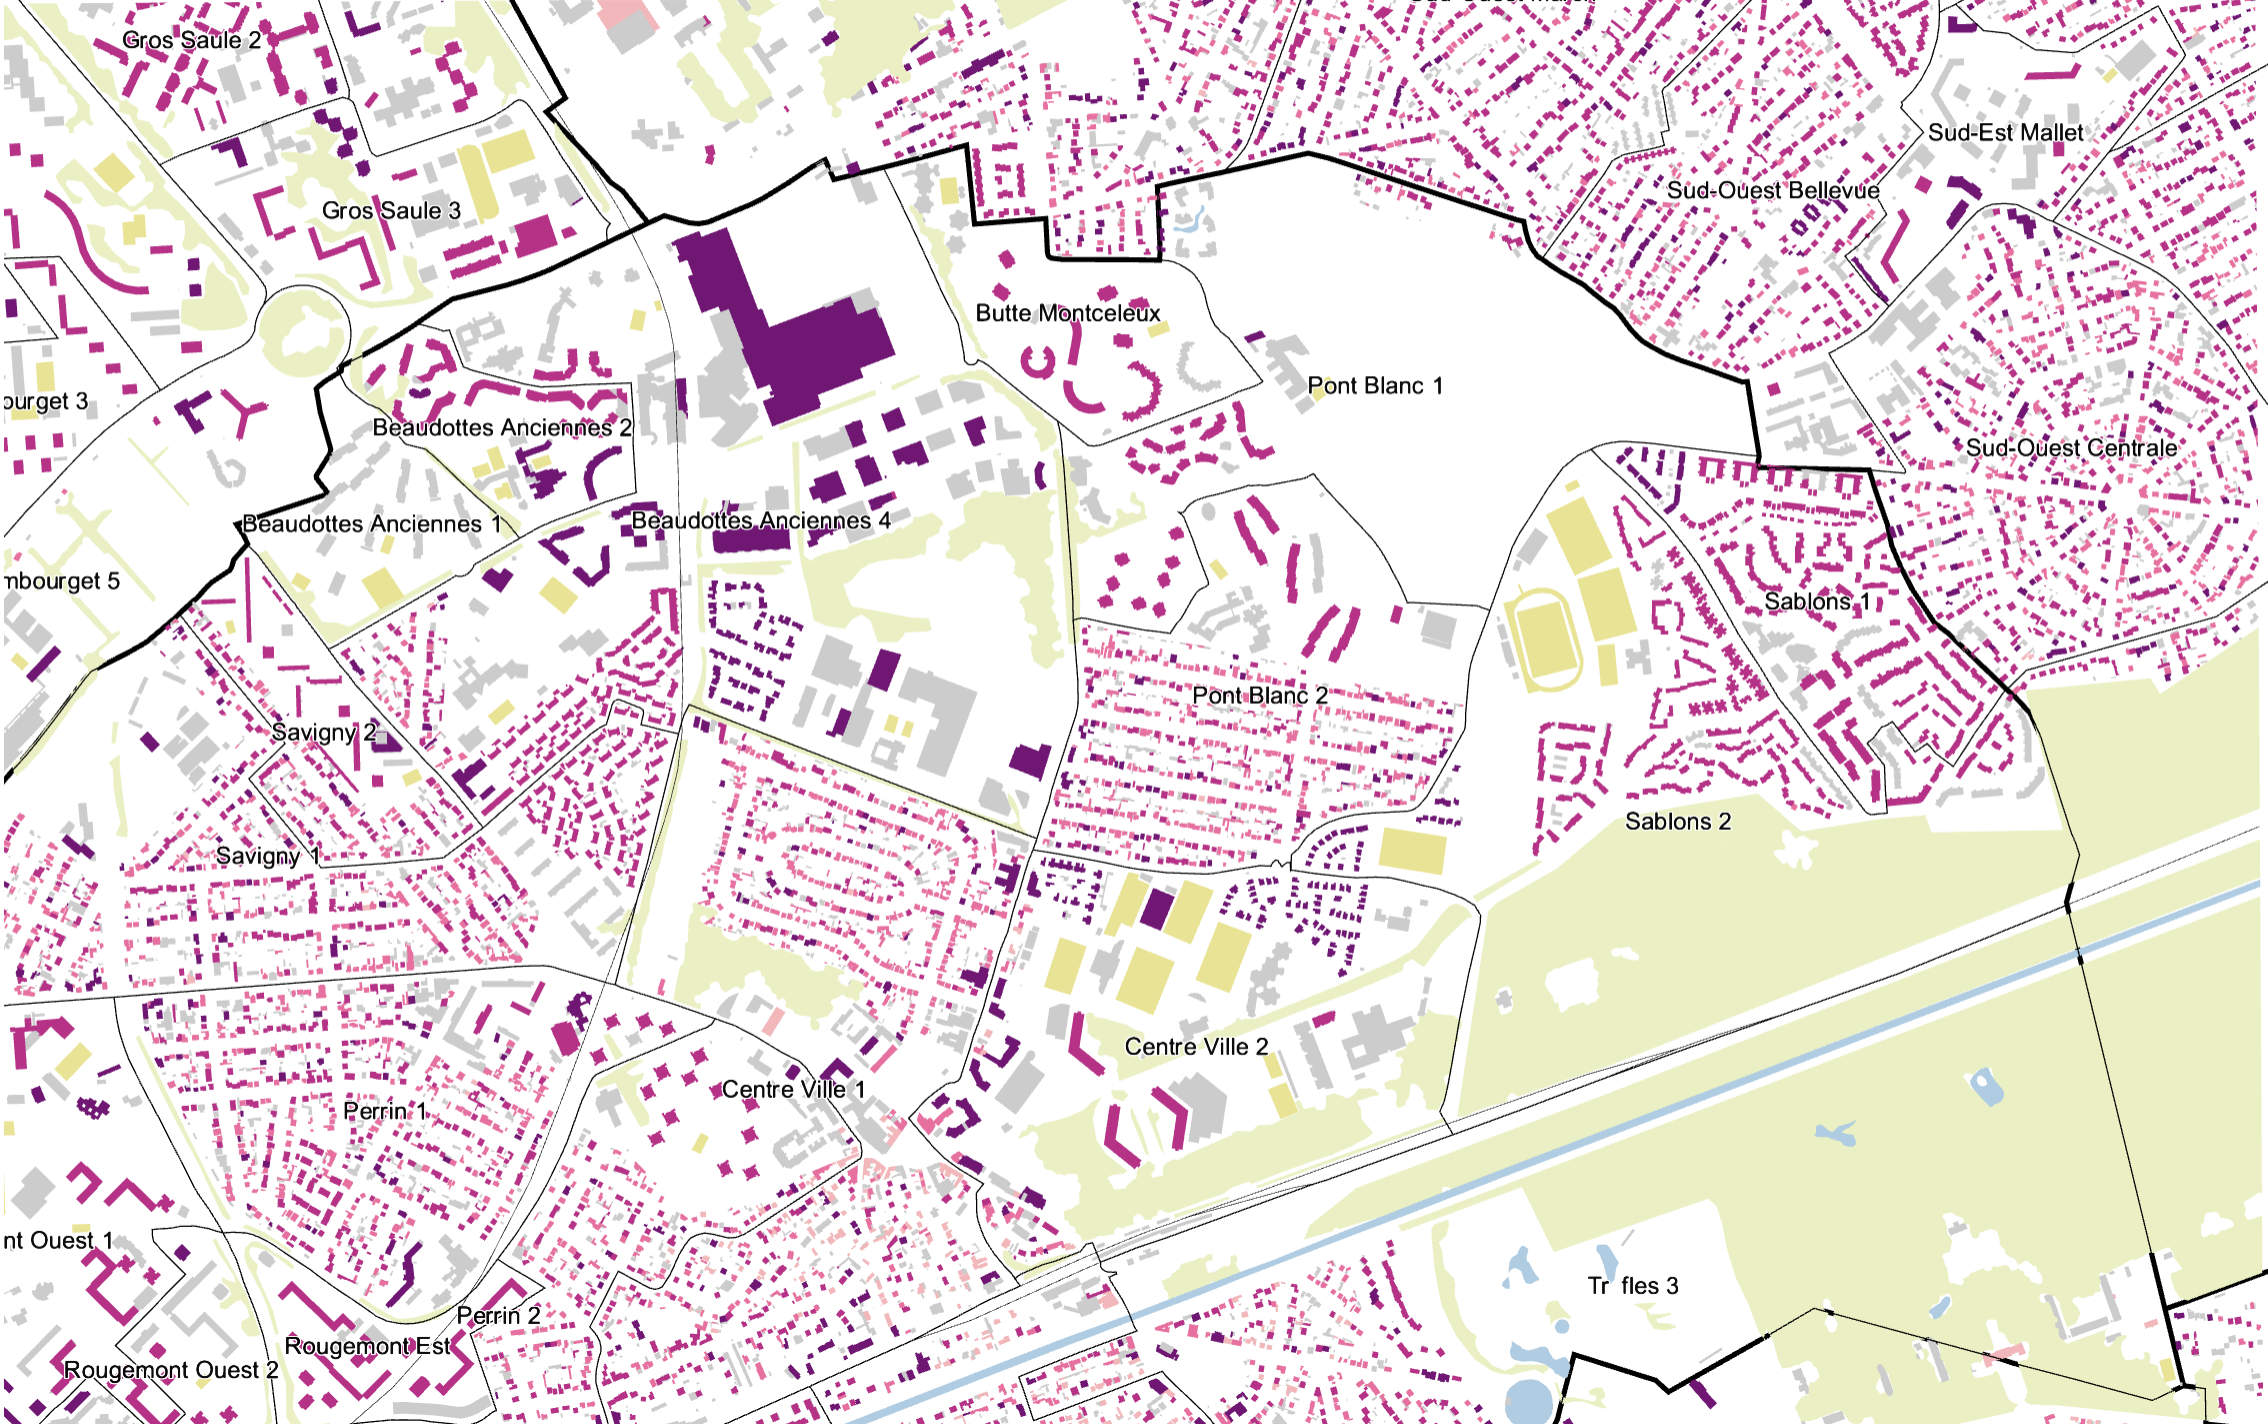 Gros Saule 2
Sud-Est Mallet
Sud-Ouest Bellevue
Gros Saule 3
Butte Montceleux
Pont Blanc 1
ourget 3
Beaudottes Anciennes 2
Sud-Ouest Centrale
Beaudottes Anciennes 1
Beaudottes Anciennes 4
mbourget 5
Sablons 1
Pont Blanc 2
Savigny 2
Sablons 2
Savigny 1
Centre Ville 2
Centre Ville 1
Perrin 1
nt Ouest 1
Tr fles 3
Perrin 2
Rougemont Est
Rougemont Ouest 2